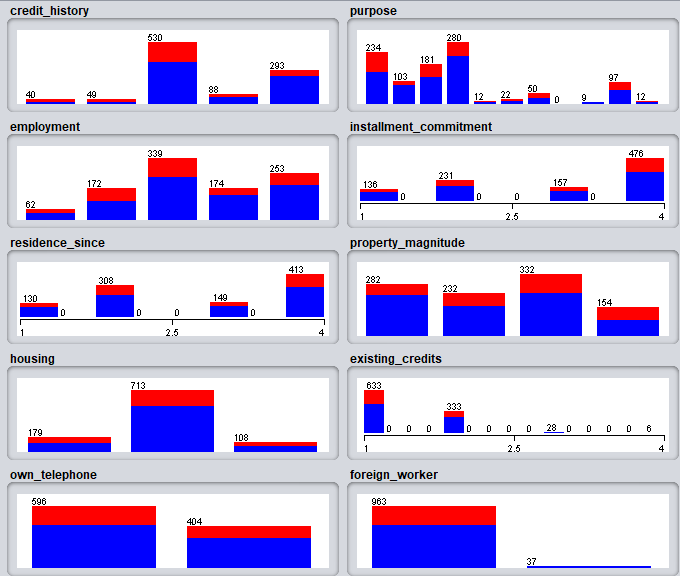 credit_history
40 49 530 88 293
purpose
234 103 181 280 12 22 50 0 9 97 12
employment
62 172 339 174 253
installment_commitment
136 0 231 0 0 157 0 476
1 2.5 4
residence_since
130 0 308 0 0 149 0 413
1 2.5 4
property_magnitude
282 232 332 154
housing
179 713 108
existing_credits
633 0 0 0 333 0 0 0 0 28 0 0 0 0 6
1 2.5 4
own_telephone
596 404
foreign_worker
963 37